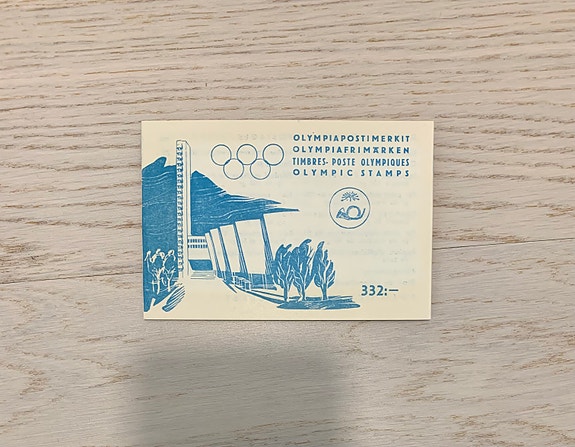 OLYMPIAPOSTIMERKIT
OLYMPIAFRIMÄRKEN
TIMBRES- POSTE OLYMPIQUES
OLYMPIC STAMPS
332:—